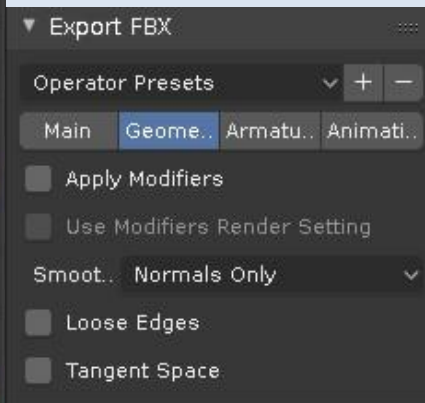 Export FBX
Operator Presets
Main Geome.. Armatu.. Animati..
Apply Modifiers
Use Modifiers Render Setting
Smoot.. Normals Only
Loose Edges
Tangent Space